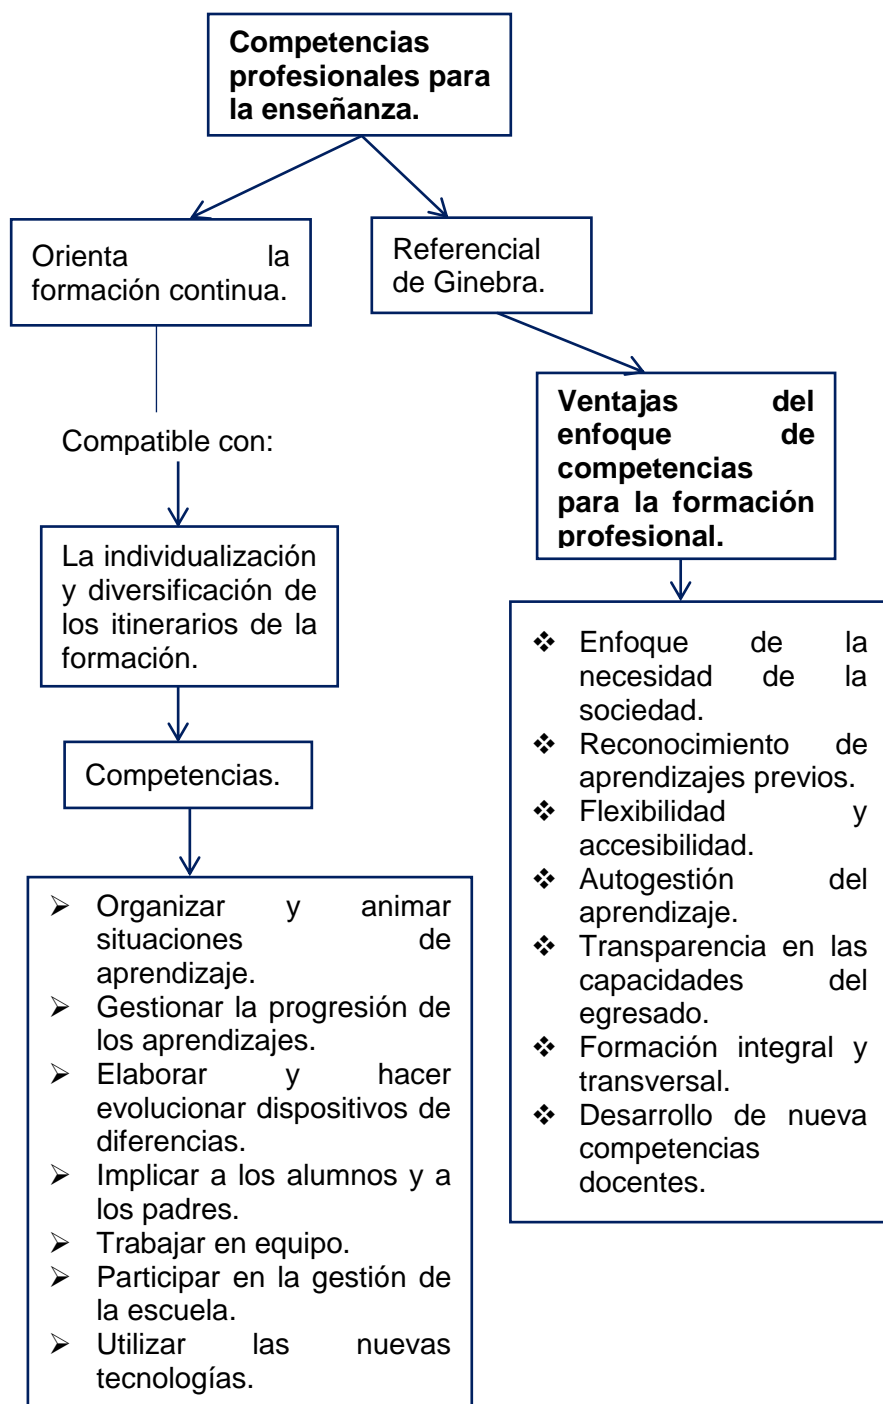 Competencias
profesionales para
la enseñanza.
Orienta la
formación continua.
Referencial
de Ginebra.
Compatible con:
La individualización
y diversificación de
los itinerarios de la
formación.
Competencias.
➢ Organizar y animar
situaciones de
aprendizaje.
➢ Gestionar la progresión de
los aprendizajes.
➢ Elaborar y hacer
evolucionar dispositivos de
diferencias.
➢ Implicar a los alumnos y a
los padres.
➢ Trabajar en equipo.
➢ Participar en la gestión de
la escuela.
➢ Utilizar las nuevas
tecnologías.
Ventajas del
enfoque de
competencias
para la formación
profesional.
❖ Enfoque de la
necesidad de la
sociedad.
❖ Reconocimiento de
aprendizajes previos.
❖ Flexibilidad y
accesibilidad.
❖ Autogestión del
aprendizaje.
❖ Transparencia en las
capacidades del
egresado.
❖ Formación integral y
transversal.
❖ Desarrollo de nueva
competencias
docentes.